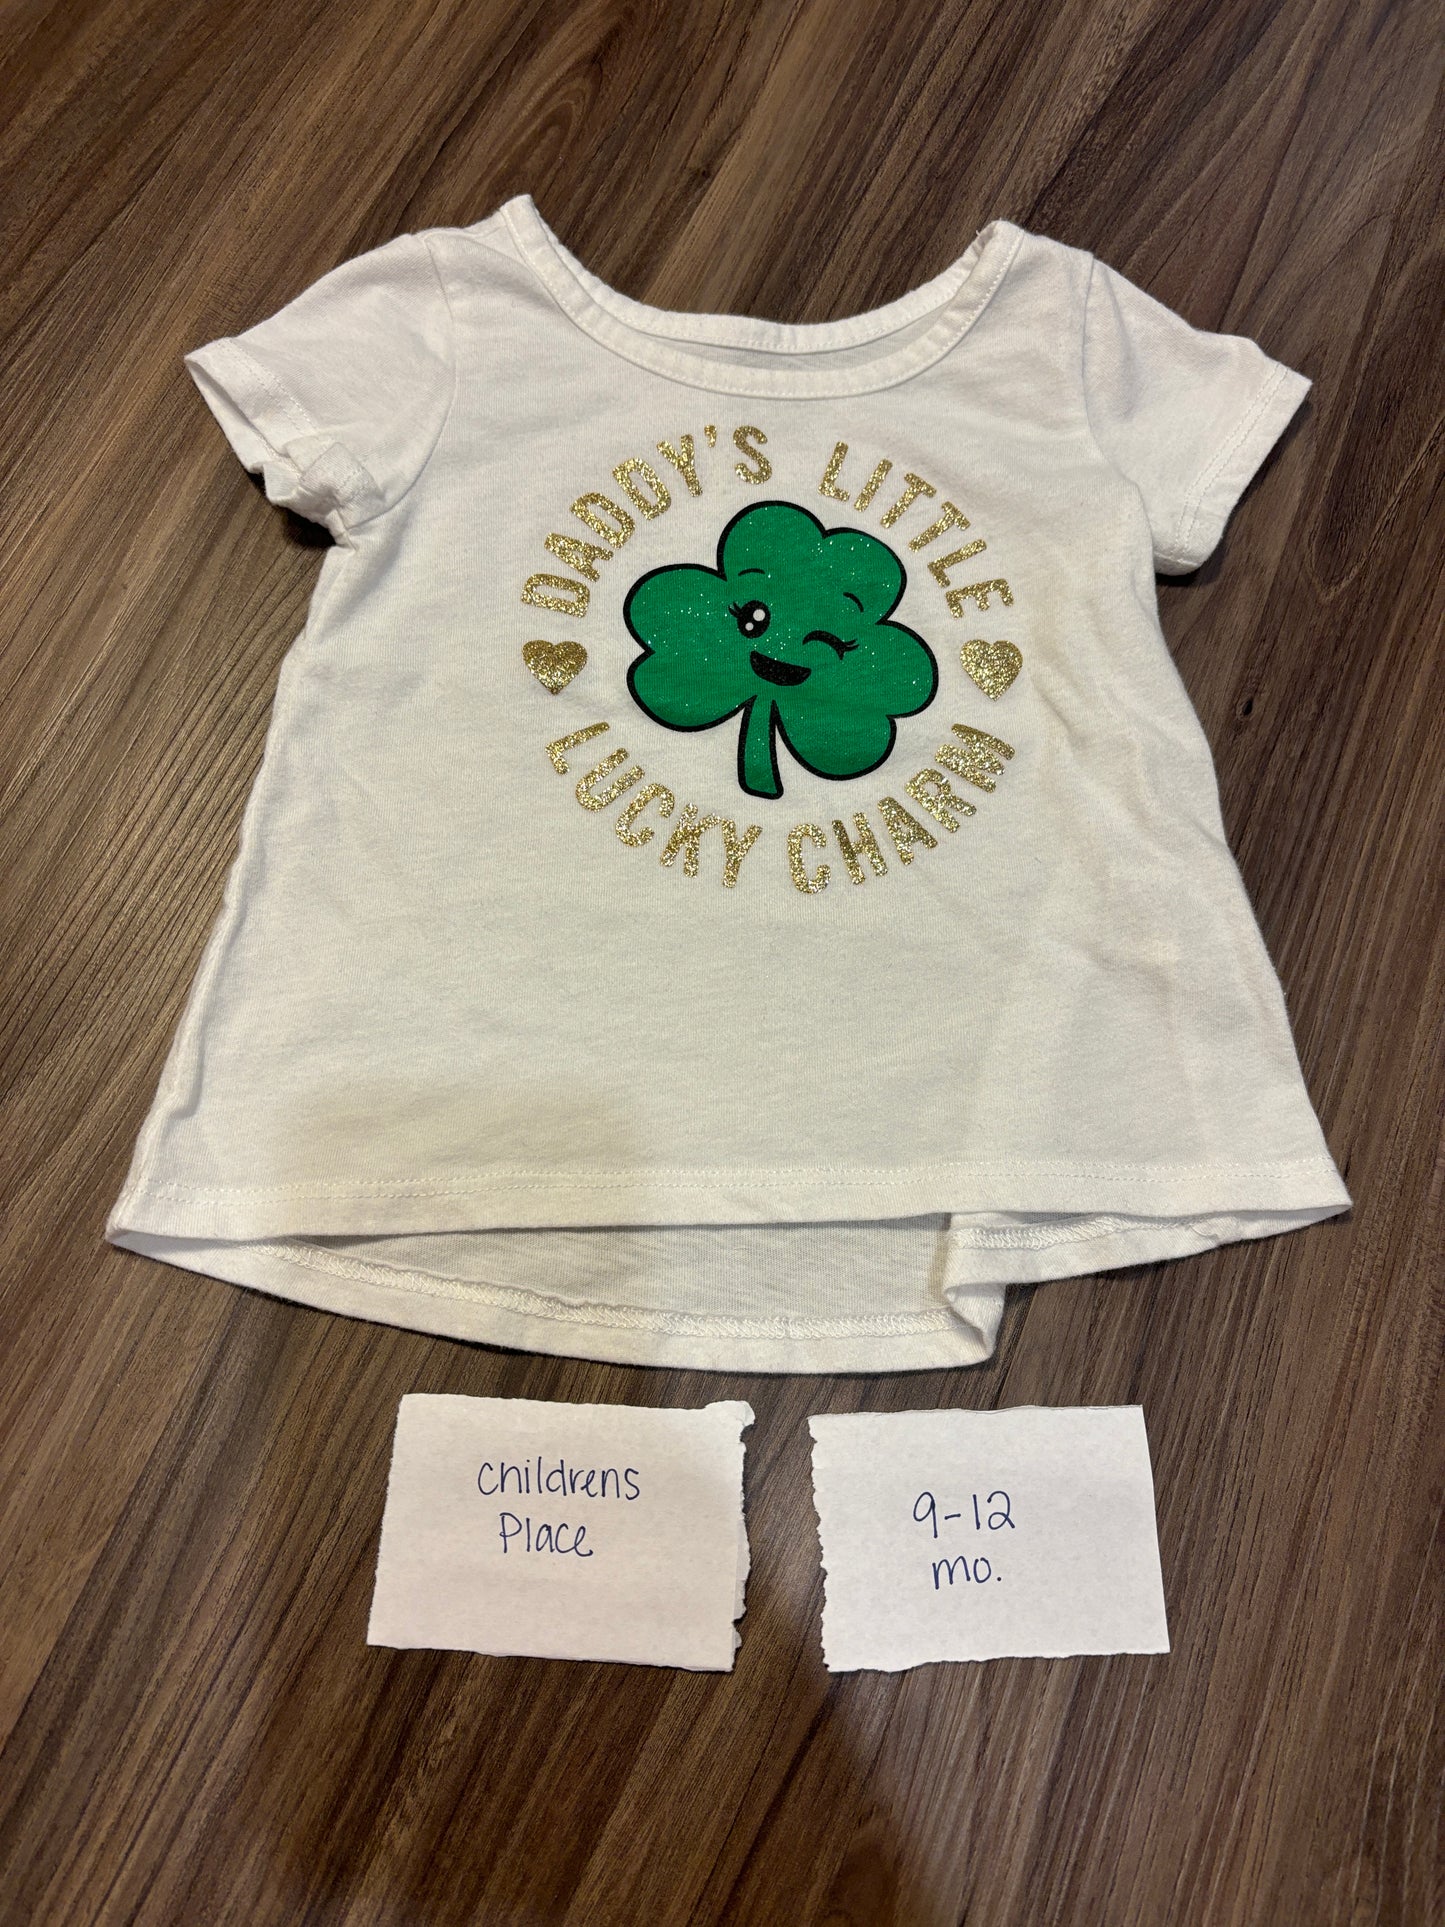 DADDY'S LITTLE
LUCKY CHARM
childrens
Place
9-12
mo.